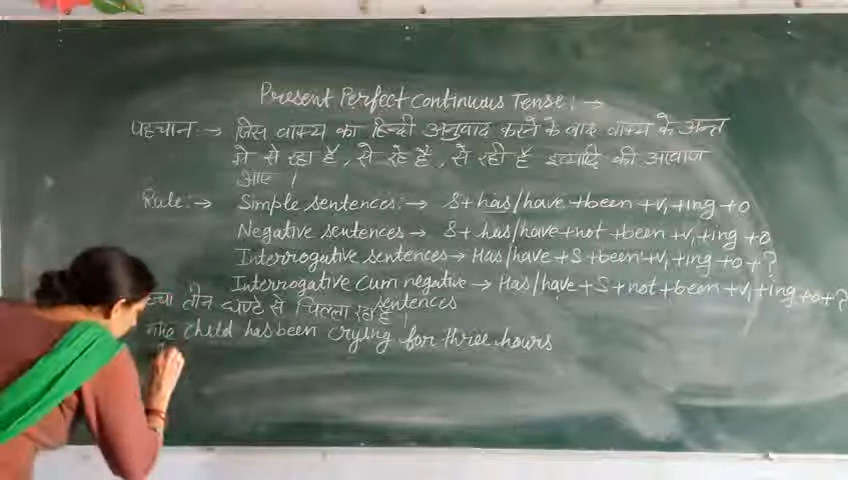 Present Perfect Continuous Tense : →
पहचान → जिस वाक्य का हिन्दी अनुवाद करने के बाद वाक्य के अन्त
मे से रहा है, से रहे हैं, से रही है इत्यादि की आवाज
आए ।
Rule : → Simple sentences : → S + has/have + been + v₁ + ing + o
Negative sentences → S + has/have + not + been + v₁ + ing + o
Interrogative sentences → Has/have + S + been + v₁ + ing + o + ?
Interrogative cum negative → Has/have + S + not + been + v₁ + ing + o + ?
sentences
तीन घण्टे से चिल्ला रहा है
The child has been crying for three hours